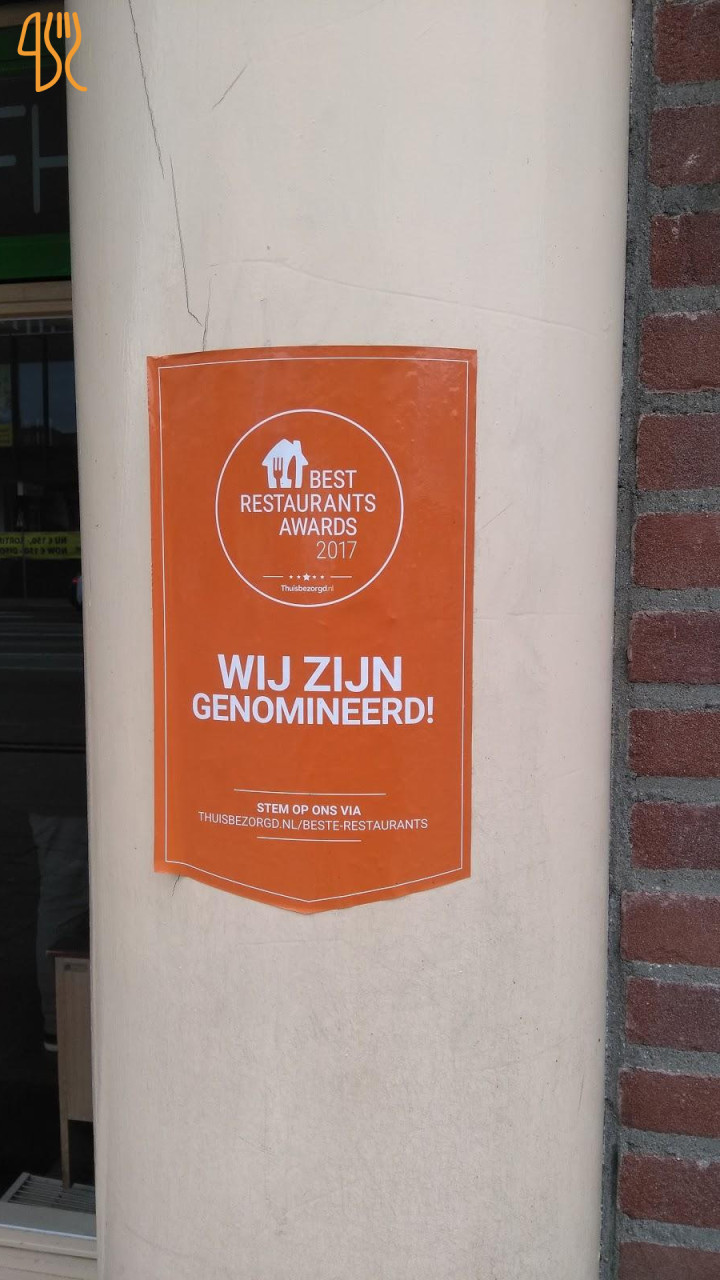 BEST
RESTAURANTS
AWARDS
2017
Thuisbezorgd.nl
WIJ ZIJN
GENOMINEERD!
STEM OP ONS VIA
THUISBEZORGD.NL/BESTE-RESTAURANTS